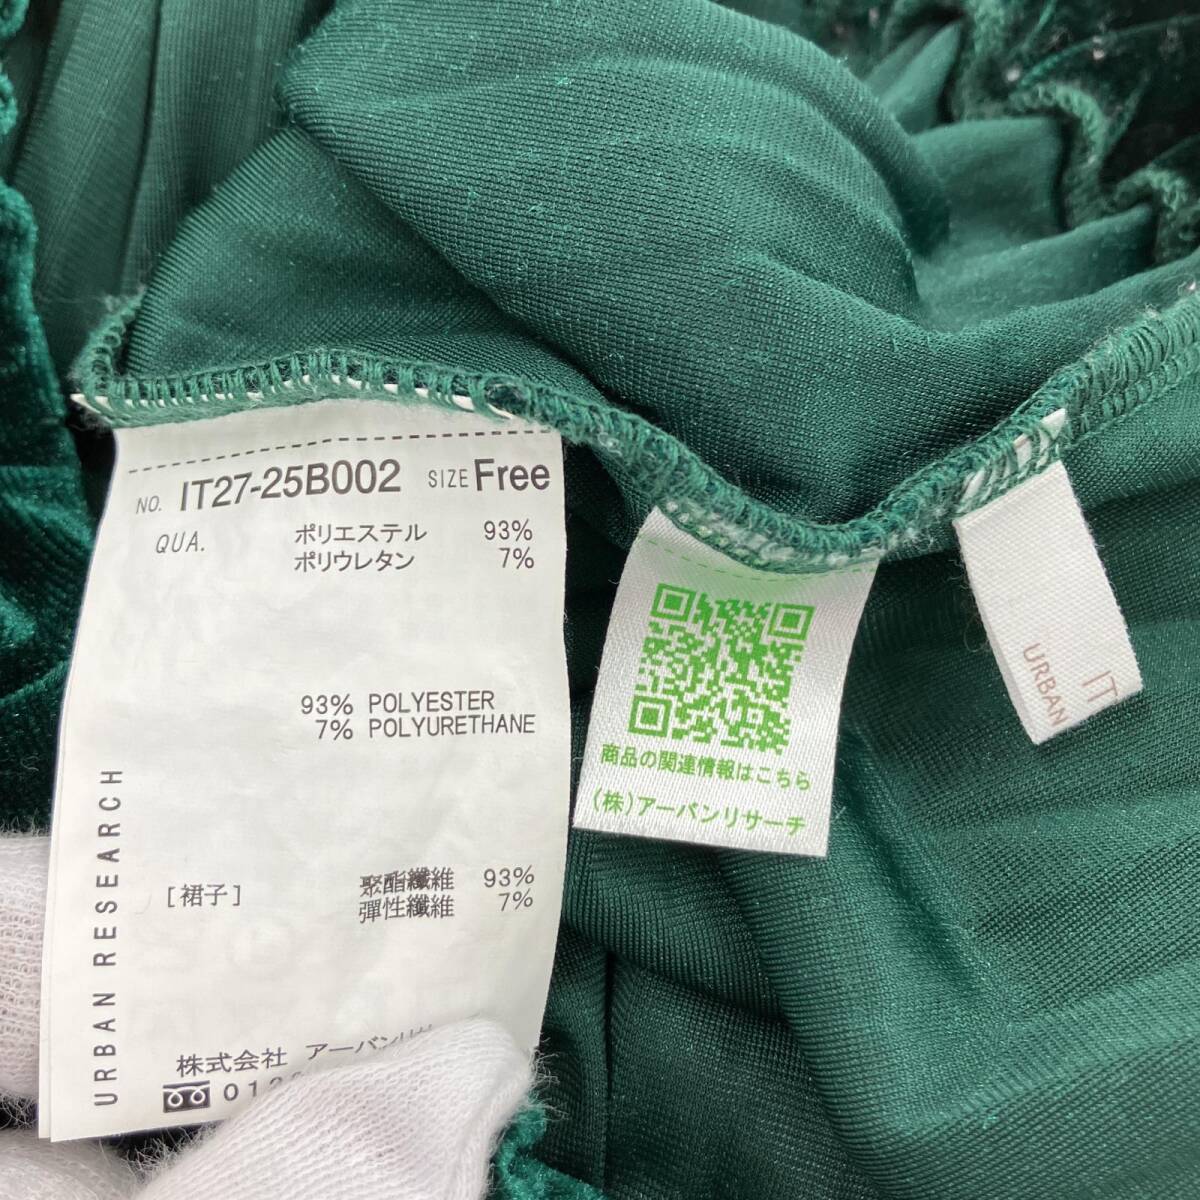 NO. IT27-25B002 SIZE Free
QUA. ポリエステル 93%
ポリウレタン 7%
93% POLYESTER
7% POLYURETHANE
[裙子] 聚酯纖維 93%
彈性纖維 7%
URBAN RESEARCH
株式会社 アーバンリサ
012
商品の関連情報はこちら
(株)アーバンリサーチ
IT
URBAN